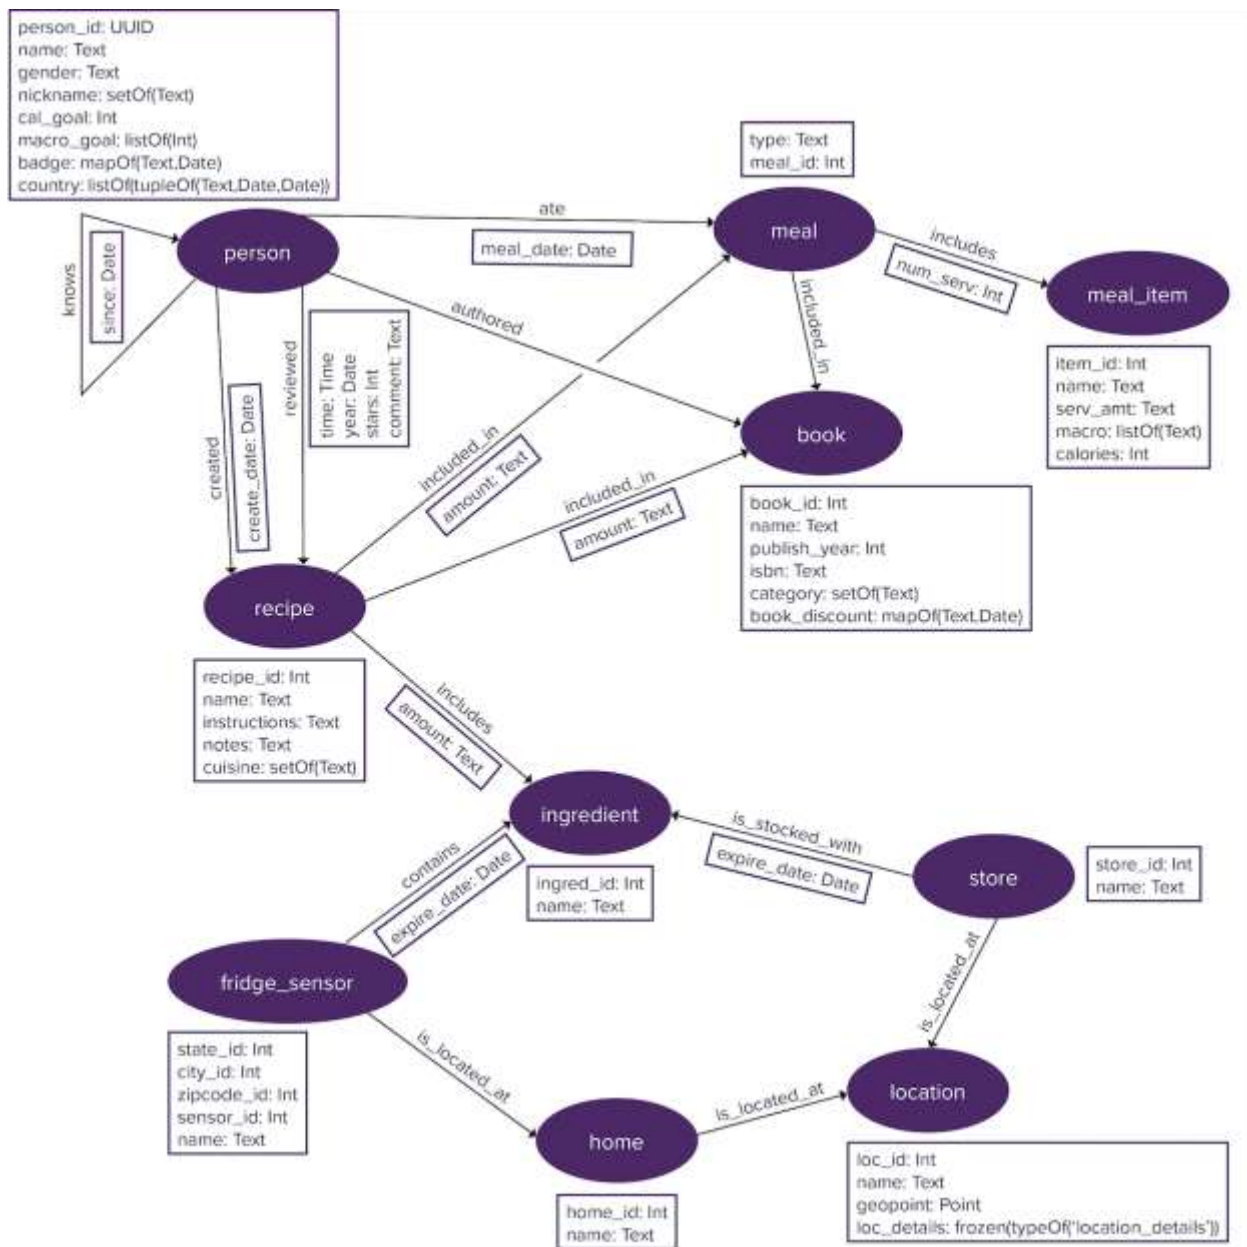 person_id: UUID
name: Text
gender: Text
nickname: setOf(Text)
cal_goal: Int
macro_goal: listOf(Int)
badge: mapOf(Text,Date)
country: listOf(tupleOf(Text,Date,Date))
type: Text
meal_id: Int
ate
meal_date: Date
person
meal
includes
num_serv: Int
meal_item
knows
since: Date
authored
included_in
item_id: Int
name: Text
serv_amt: Text
macro: listOf(Text)
calories: Int
created
create_date: Date
reviewed
time: Time
year: Date
stars: Int
comment: Text
included_in
amount: Text
book
included_in
amount: Text
book_id: Int
name: Text
publish_year: Int
isbn: Text
category: setOf(Text)
book_discount: mapOf(Text,Date)
recipe
recipe_id: Int
name: Text
instructions: Text
notes: Text
cuisine: setOf(Text)
includes
amount: Text
ingredient
ingred_id: Int
name: Text
is_stocked_with
expire_date: Date
store
store_id: Int
name: Text
contains
expire_date: Date
fridge_sensor
state_id: Int
city_id: Int
zipcode_id: Int
sensor_id: Int
name: Text
is_located_at
is_located_at
is_located_at
location
home
home_id: Int
name: Text
loc_id: Int
name: Text
geopoint: Point
loc_details: frozen(typeOf('location_details'))